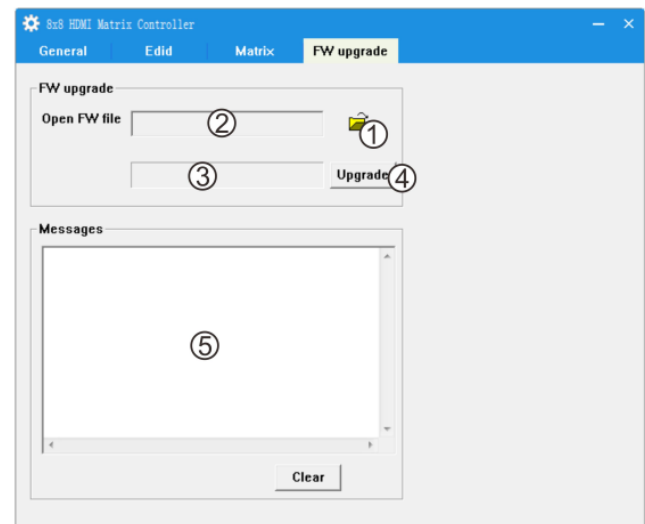 8x8 HDMI Matrix Controller
General Edid Matrix FW upgrade
FW upgrade
Open FW file ② ①
③ Upgrade ④
Messages
⑤
Clear